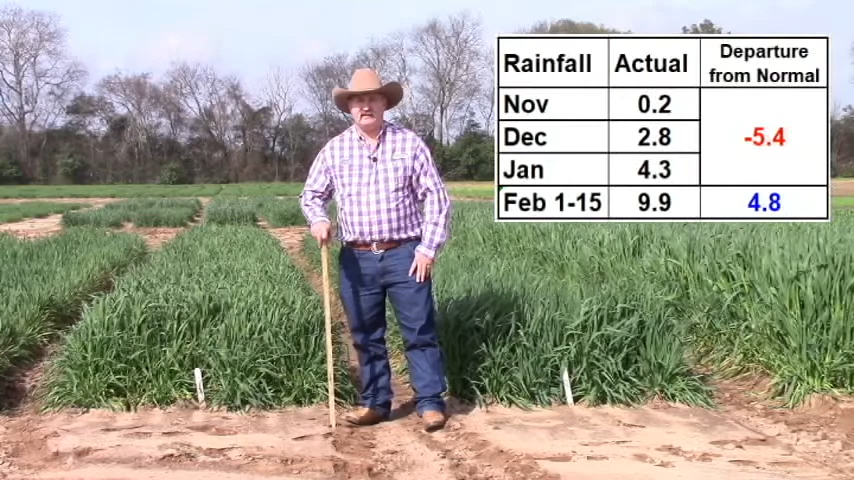 Rainfall Actual Departure
from Normal
Nov 0.2
Dec 2.8 -5.4
Jan 4.3
Feb 1-15 9.9 4.8